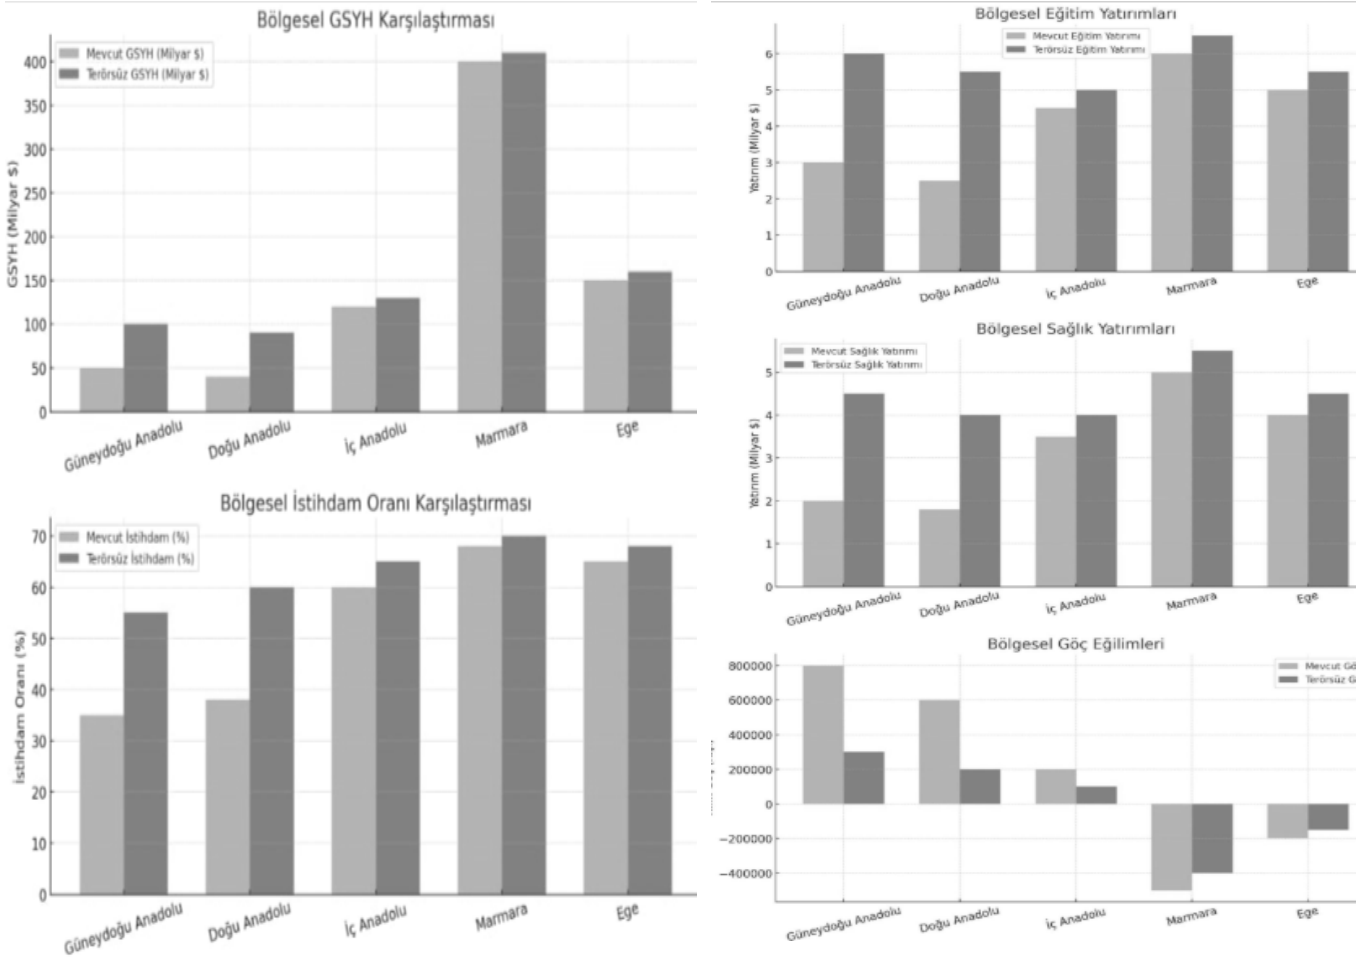 Bölgesel GSYH Karşılaştırması
Mevcut GSYH (Milyar $)
Terörsüz GSYH (Milyar $)
GSYH (Milyar $)
400
350
300
250
200
150
100
50
0
Güneydoğu Anadolu
Doğu Anadolu
İç Anadolu
Marmara
Ege
Bölgesel İstihdam Oranı Karşılaştırması
Mevcut İstihdam (%)
Terörsüz İstihdam (%)
İstihdam Oranı (%)
70
60
50
40
30
20
10
0
Güneydoğu Anadolu
Doğu Anadolu
İç Anadolu
Marmara
Ege
Bölgesel Eğitim Yatırımları
Mevcut Eğitim Yatırımı
Terörsüz Eğitim Yatırımı
Yatırım (Milyar $)
6
5
4
3
2
1
0
Güneydoğu Anadolu
Doğu Anadolu
İç Anadolu
Marmara
Ege
Bölgesel Sağlık Yatırımları
Mevcut Sağlık Yatırımı
Terörsüz Sağlık Yatırımı
Yatırım (Milyar $)
5
4
3
2
1
0
Güneydoğu Anadolu
Doğu Anadolu
İç Anadolu
Marmara
Ege
Bölgesel Göç Eğilimleri
Mevcut Gö
Terörsüz G
800000
600000
400000
200000
0
−200000
−400000
Güneydoğu Anadolu
Doğu Anadolu
İç Anadolu
Marmara
Ege